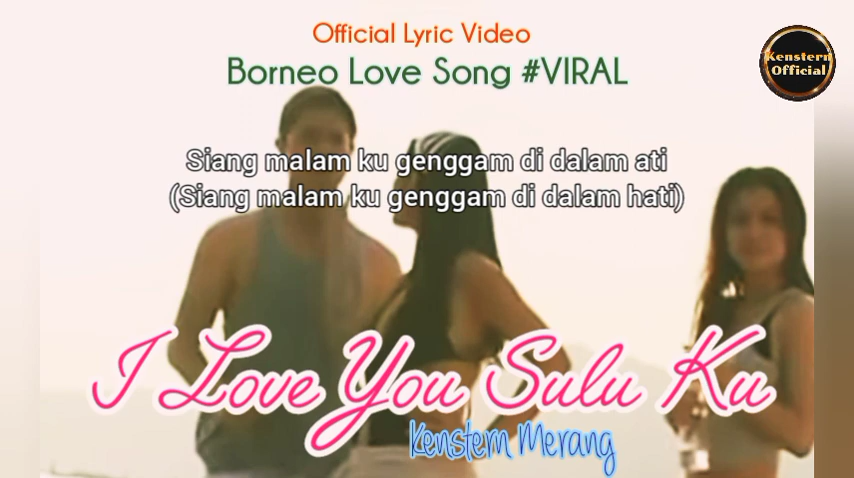 Official Lyric Video
Borneo Love Song #VIRAL
Kenstern
Official
Siang malam ku genggam di dalam ati
(Siang malam ku genggam di dalam hati)
I Love You Sulu Ku
Kenstern Merang